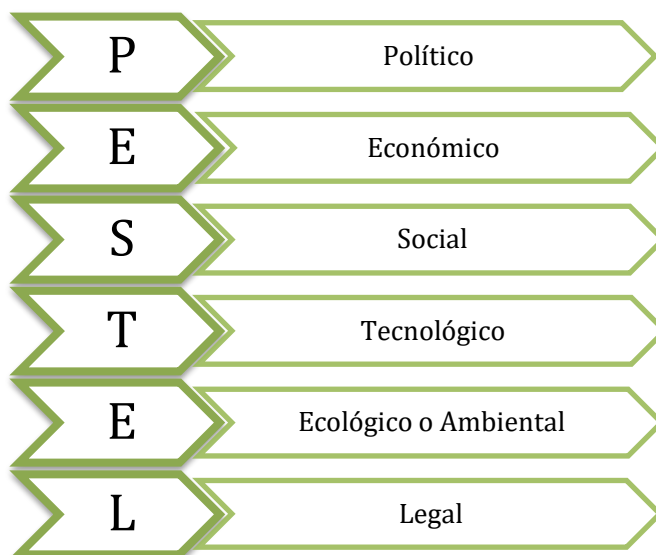 P Político
E Económico
S Social
T Tecnológico
E Ecológico o Ambiental
L Legal